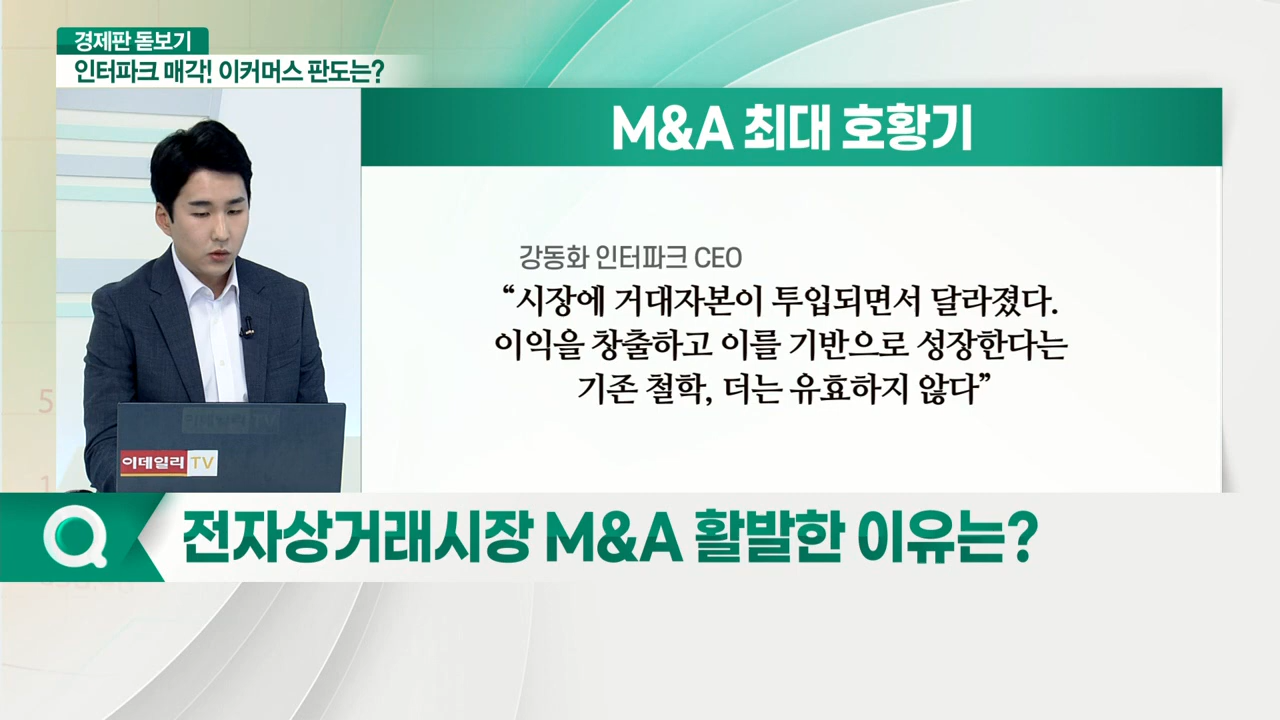 경제판 돋보기
인터파크 매각! 이커머스 판도는?
M&A 최대 호황기
강동화 인터파크 CEO
“시장에 거대자본이 투입되면서 달라졌다.
이익을 창출하고 이를 기반으로 성장한다는
기존 철학, 더는 유효하지 않다”
이데일리 TV
전자상거래시장 M&A 활발한 이유는?
5
1